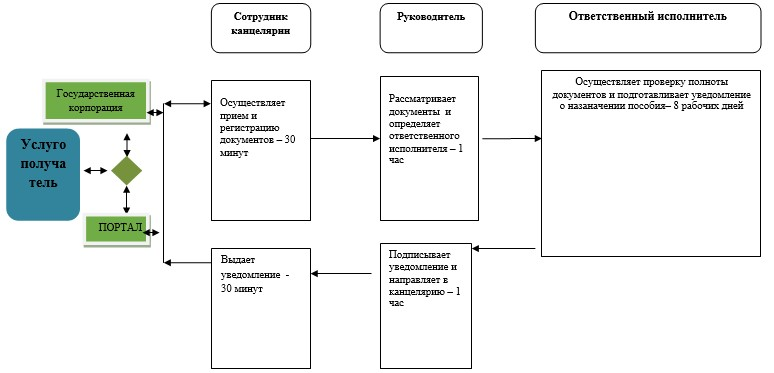 Сотрудник
канцелярии
Руководитель
Ответственный исполнитель
Государственная
корпорация
Услуго
получа
тель
ПОРТАЛ
Осуществляет
прием и
регистрацию
документов – 30
минут
Рассматривает
документы и
определяет
ответственного
исполнителя – 1
час
Осуществляет проверку полноты
документов и подготавливает уведомление
о назаначении пособия– 8 рабочих дней
Выдает
уведомление -
30 минут
Подписывает
уведомление и
направляет в
канцелярию – 1
час